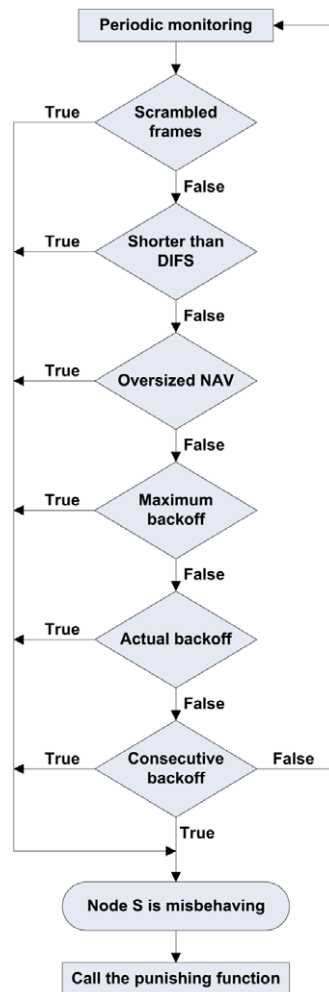 Periodic monitoring
True
Scrambled
frames
False
True
Shorter than
DIFS
False
True
Oversized NAV
False
True
Maximum
backoff
False
True
Actual backoff
False
True
Consecutive
backoff
False
True
Node S is misbehaving
Call the punishing function